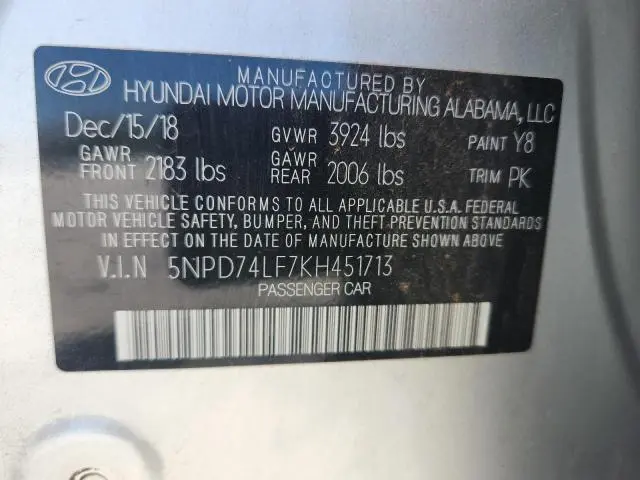 MANUFACTURED BY
HYUNDAI MOTOR MANUFACTURING ALABAMA, LLC
Dec/15/18 GVWR 3924 lbs PAINT Y8
GAWR FRONT 2183 lbs GAWR REAR 2006 lbs TRIM PK
THIS VEHICLE CONFORMS TO ALL APPLICABLE U.S.A. FEDERAL
MOTOR VEHICLE SAFETY, BUMPER, AND THEFT PREVENTION STANDARDS
IN EFFECT ON THE DATE OF MANUFACTURE SHOWN ABOVE
V.I.N 5NPD74LF7KH451713
PASSENGER CAR